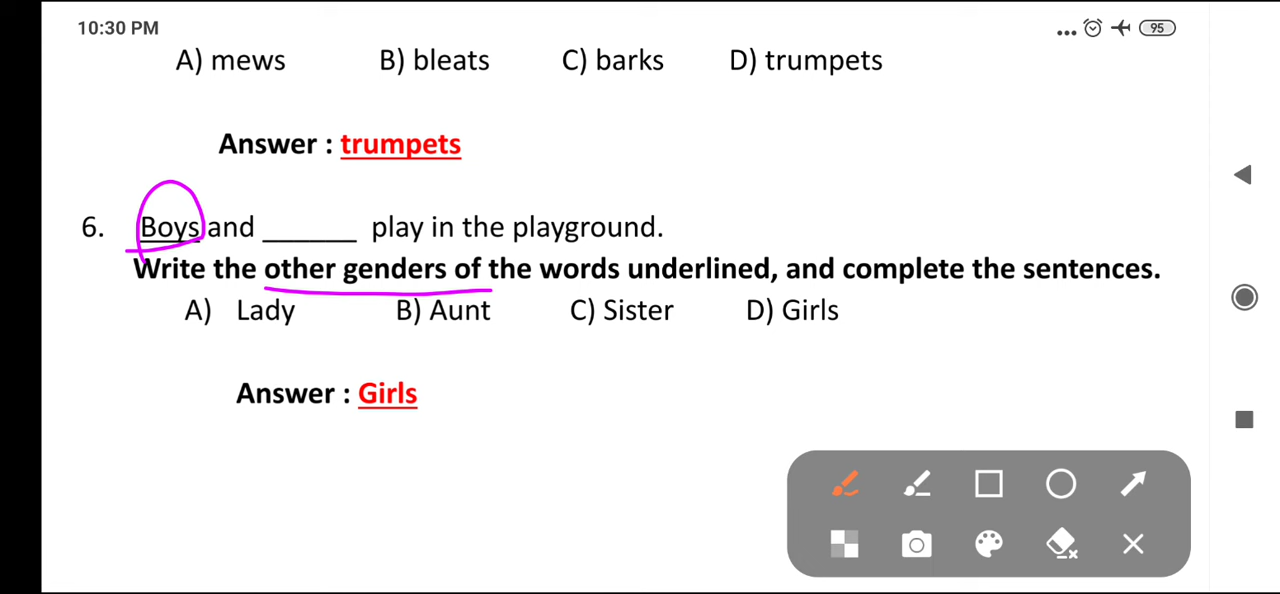 10:30 PM 95
A) mews B) bleats C) barks D) trumpets
Answer : trumpets
6. Boys and ______ play in the playground.
Write the other genders of the words underlined, and complete the sentences.
A) Lady B) Aunt C) Sister D) Girls
Answer : Girls